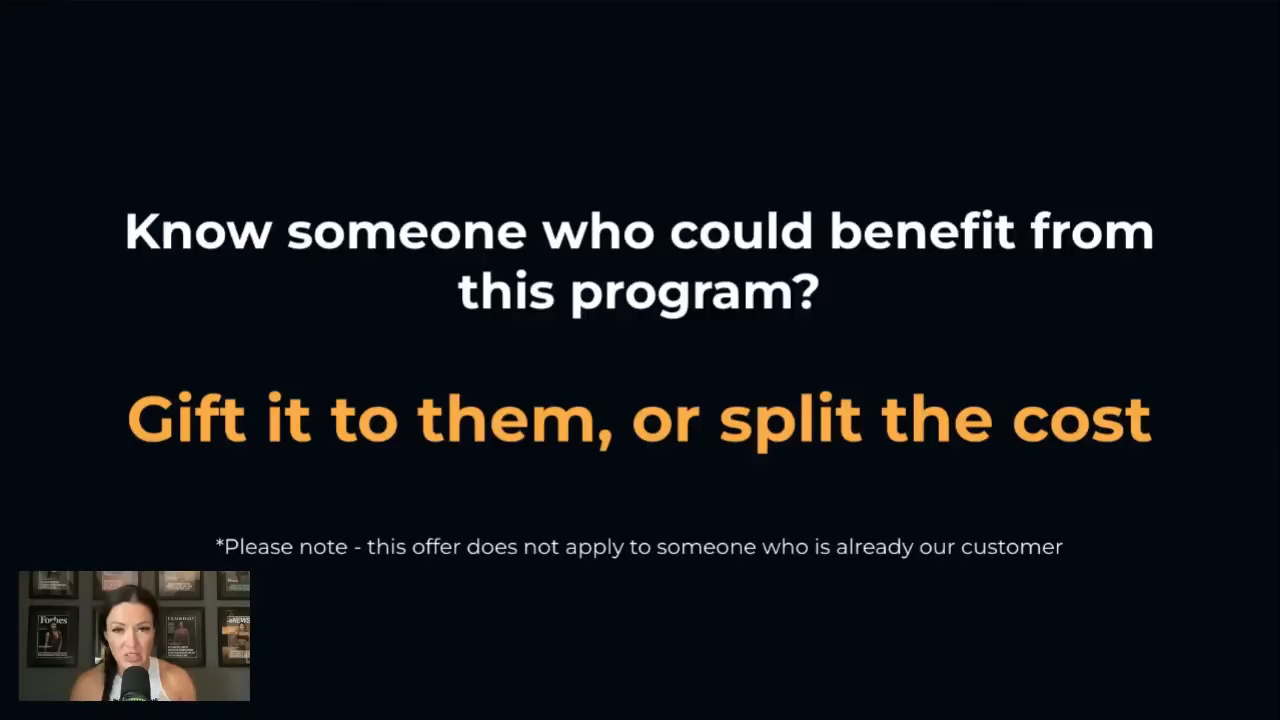 Know someone who could benefit from
this program?
Gift it to them, or split the cost
*Please note - this offer does not apply to someone who is already our customer
Forbes